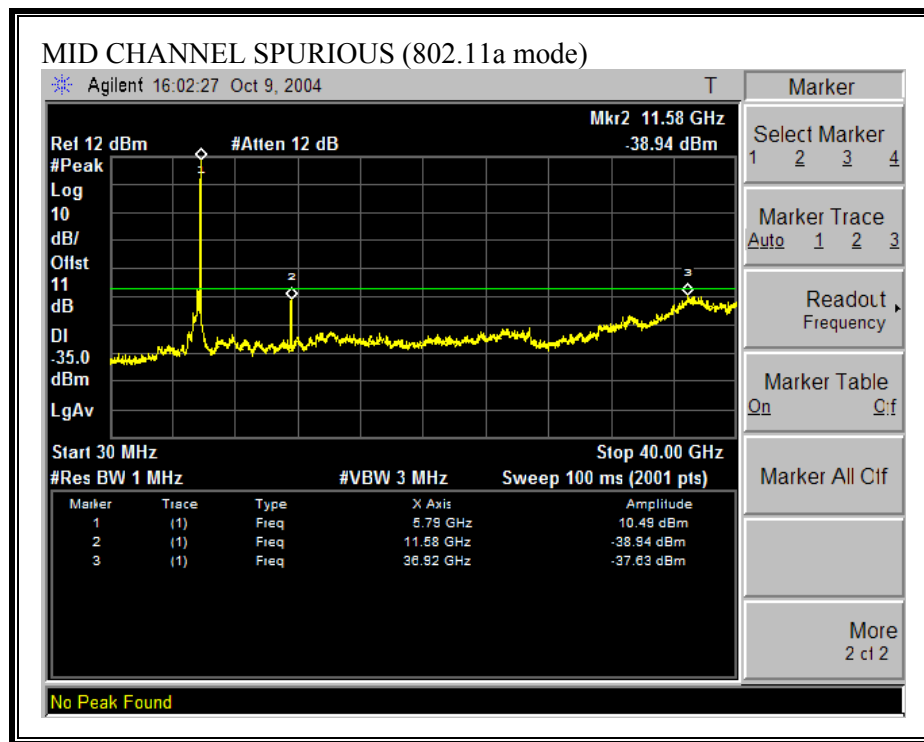 MID CHANNEL SPURIOUS (802.11a mode)
Agilent 16:02:27 Oct 9, 2004 T
Mkr2 11.58 GHz
Ref 12 dBm #Atten 12 dB -38.94 dBm
#Peak
Log
10
dB/
Offst
11
dB
DI
-35.0
dBm
LgAv
1
2
3
Start 30 MHz Stop 40.00 GHz
#Res BW 1 MHz #VBW 3 MHz Sweep 100 ms (2001 pts)
Marker Trace Type X Axis Amplitude
1 (1) Freq 5.79 GHz 10.49 dBm
2 (1) Freq 11.58 GHz -38.94 dBm
3 (1) Freq 36.92 GHz -37.63 dBm
No Peak Found
Marker
Select Marker
1 2 3 4
Marker Trace
Auto 1 2 3
Readout
Frequency
Marker Table
On Off
Marker All Off
More
2 of 2